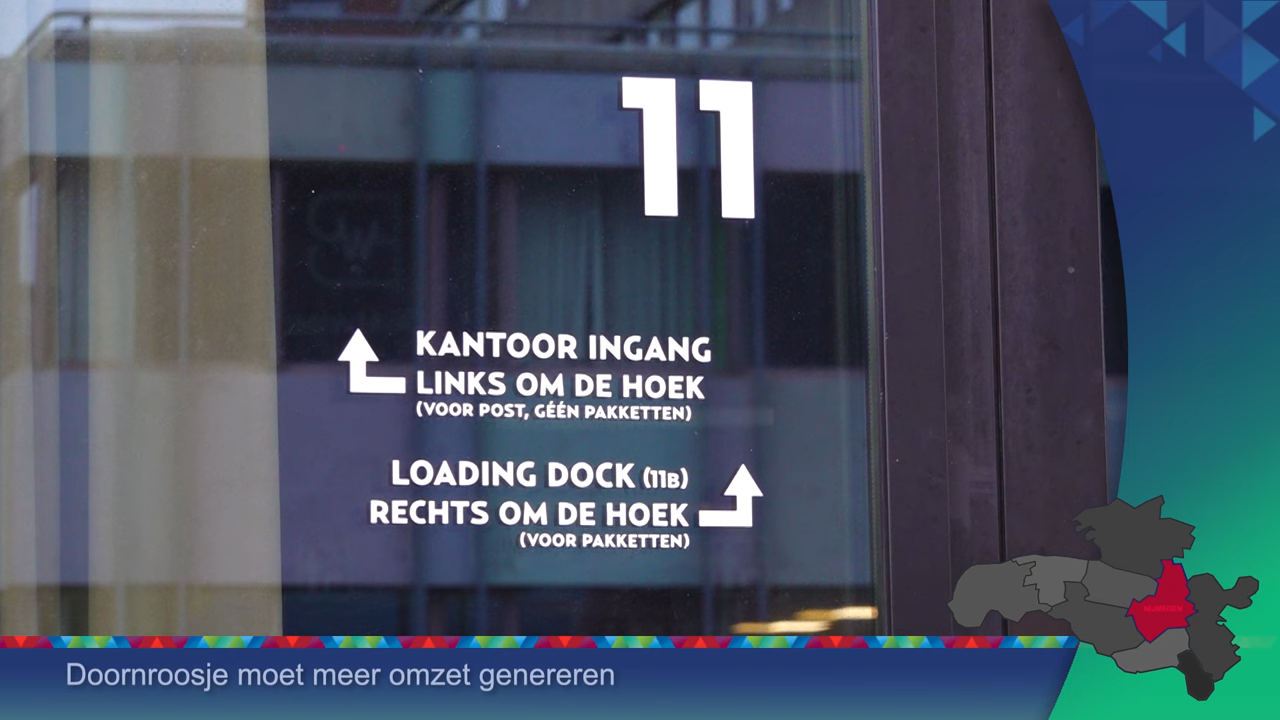 11
KANTOOR INGANG
LINKS OM DE HOEK
(VOOR POST, GÉÉN PAKKETTEN)
LOADING DOCK (11B)
RECHTS OM DE HOEK
(VOOR PAKKETTEN)
NIJMEGEN
Doornroosje moet meer omzet genereren